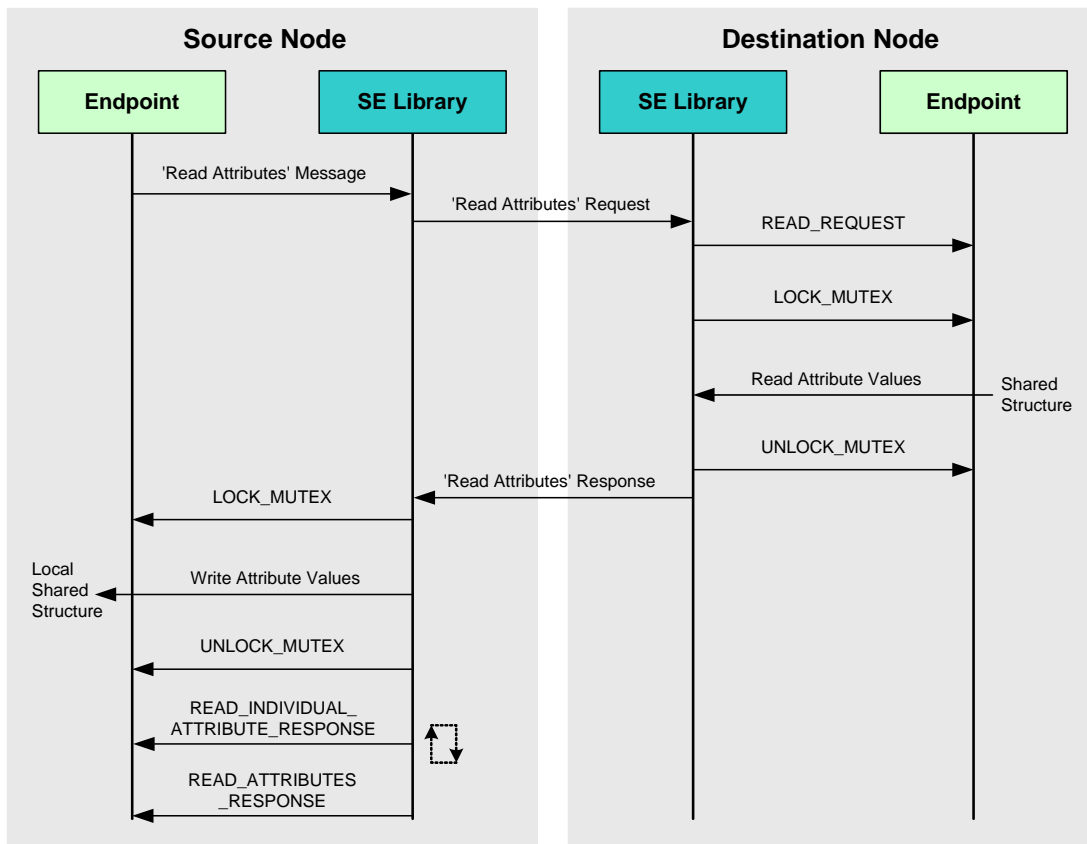 Source Node
Destination Node
Endpoint
SE Library
SE Library
Endpoint
'Read Attributes' Message
'Read Attributes' Request
READ_REQUEST
LOCK_MUTEX
Read Attribute Values
Shared
Structure
UNLOCK_MUTEX
'Read Attributes' Response
LOCK_MUTEX
Local
Shared
Structure
Write Attribute Values
UNLOCK_MUTEX
READ_INDIVIDUAL_
ATTRIBUTE_RESPONSE
READ_ATTRIBUTES
_RESPONSE